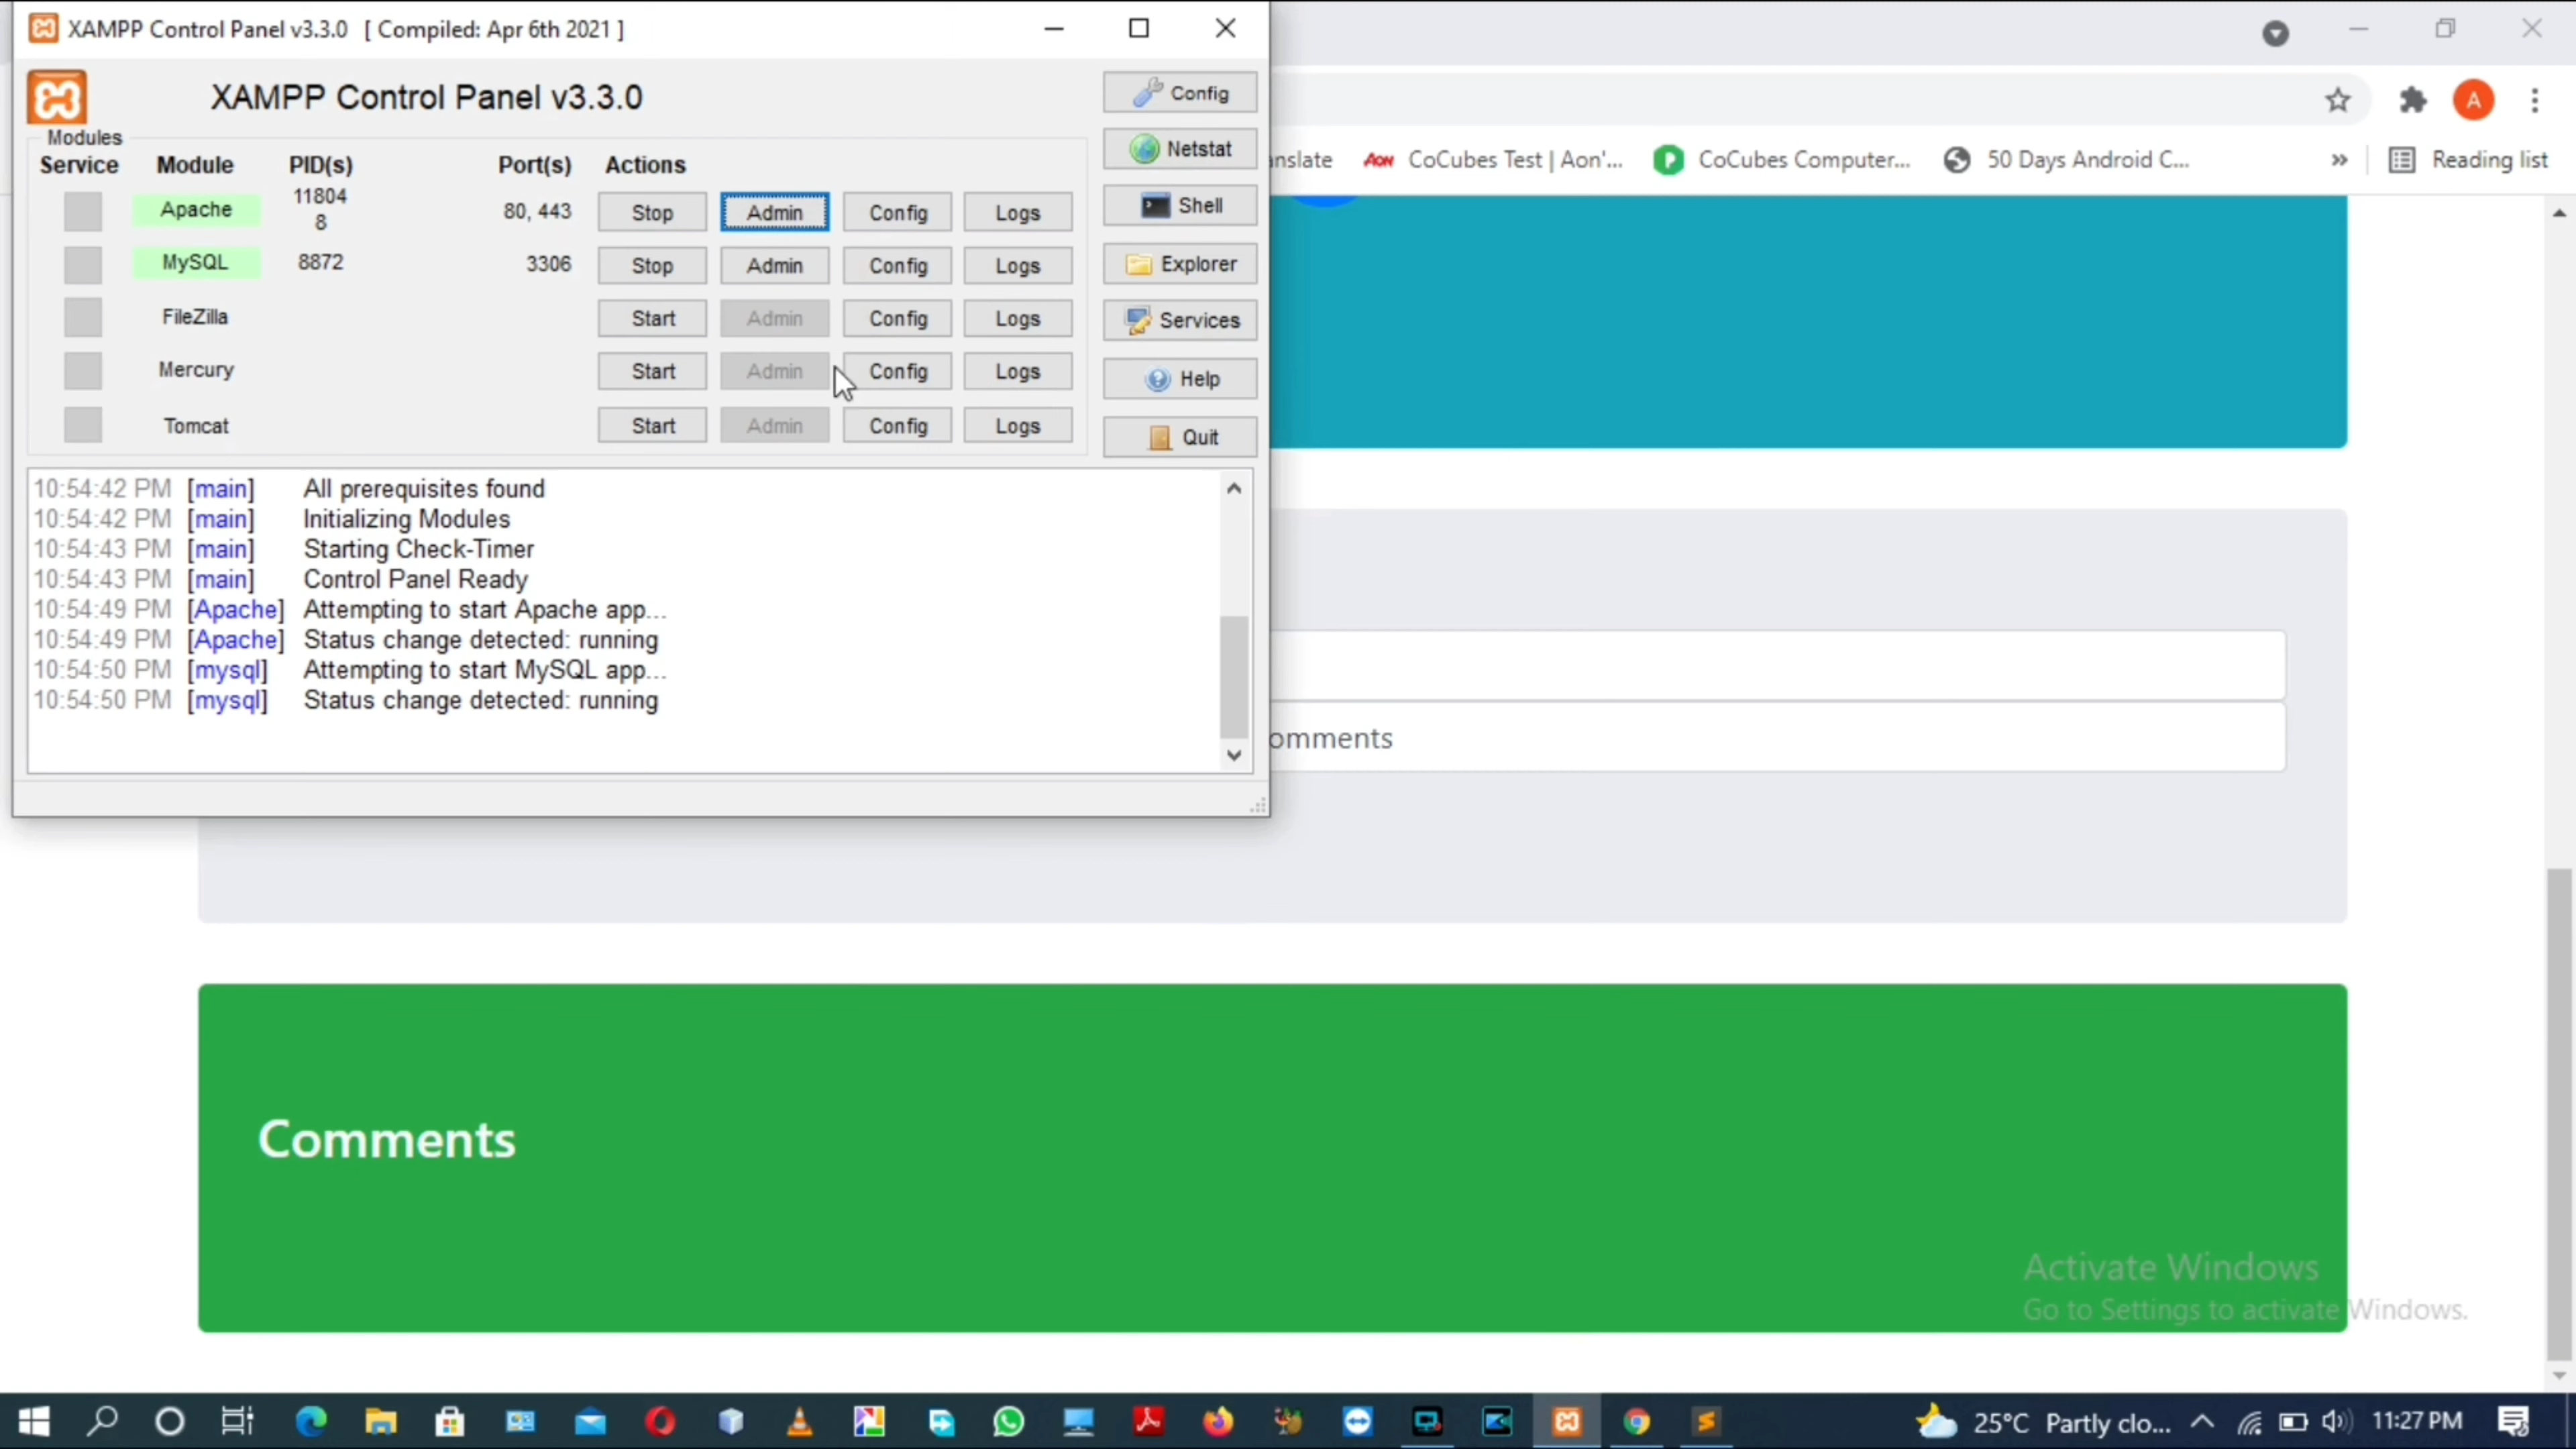 XAMPP Control Panel v3.3.0 [ Compiled: Apr 6th 2021 ]
XAMPP Control Panel v3.3.0
Modules
Service Module PID(s) Port(s) Actions
Apache 11804 8 80, 443 Stop Admin Config Logs
MySQL 8872 3306 Stop Admin Config Logs
FileZilla Start Admin Config Logs
Mercury Start Admin Config Logs
Tomcat Start Admin Config Logs
Config
Netstat
Shell
Explorer
Services
Help
Quit
10:54:42 PM [main] All prerequisites found
10:54:42 PM [main] Initializing Modules
10:54:43 PM [main] Starting Check-Timer
10:54:43 PM [main] Control Panel Ready
10:54:49 PM [Apache] Attempting to start Apache app...
10:54:49 PM [Apache] Status change detected: running
10:54:50 PM [mysql] Attempting to start MySQL app...
10:54:50 PM [mysql] Status change detected: running
A
anslate Aon CoCubes Test | Aon'... CoCubes Computer... 50 Days Android C... » Reading list
omments
Comments
Activate Windows
Go to Settings to activate Windows.
25°C Partly clo... 11:27 PM